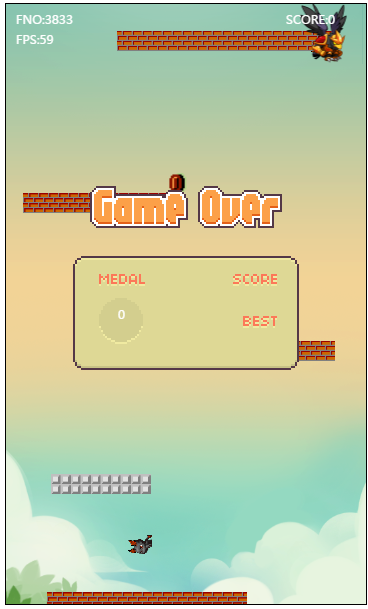 FNO:3833
SCORE:0
FPS:59
Game Over
MEDAL
SCORE
0
BEST